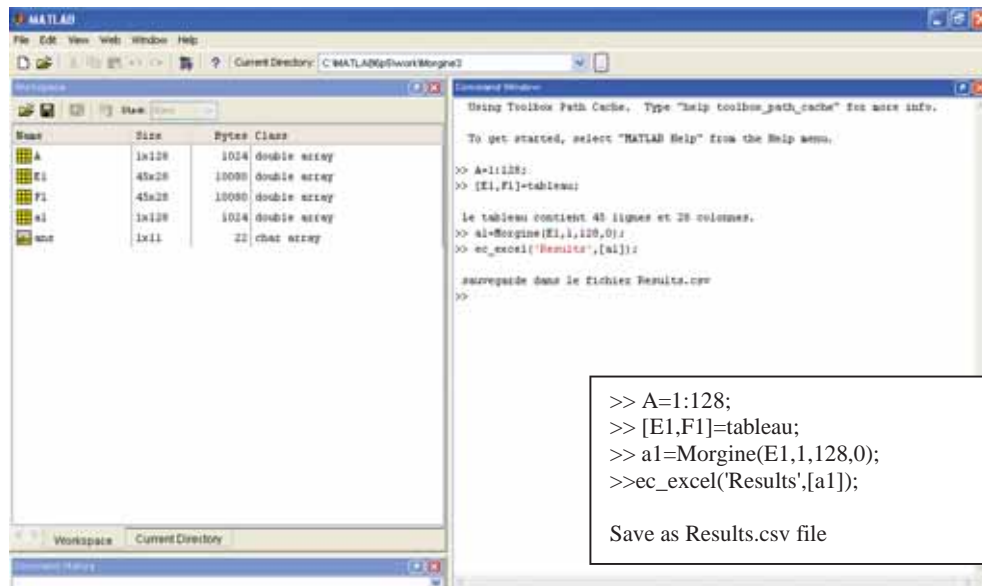 MATLAB
File Edit View Web Window Help
? Current Directory: C:\MATLAB6p5\work\Morgine3
Workspace
Command Window
Stack:
Using Toolbox Path Cache. Type "help toolbox_path_cache" for more info.
To get started, select "MATLAB Help" from the Help menu.
Name Size Bytes Class
A 1x128 1024 double array
E1 45x28 10080 double array
F1 45x28 10080 double array
a1 1x128 1024 double array
ans 1x11 22 char array
>> A=1:128;
>> [E1,F1]=tableau;
le tableau contient 45 lignes et 28 colonnes.
>> a1=Morgine(E1,1,128,0);
>> ec_excel('Results',[a1]);
sauvegarde dans le fichier Results.csv
>>
>> A=1:128;
>> [E1,F1]=tableau;
>> a1=Morgine(E1,1,128,0);
>>ec_excel('Results',[a1]);
Save as Results.csv file
Workspace Current Directory
Command History